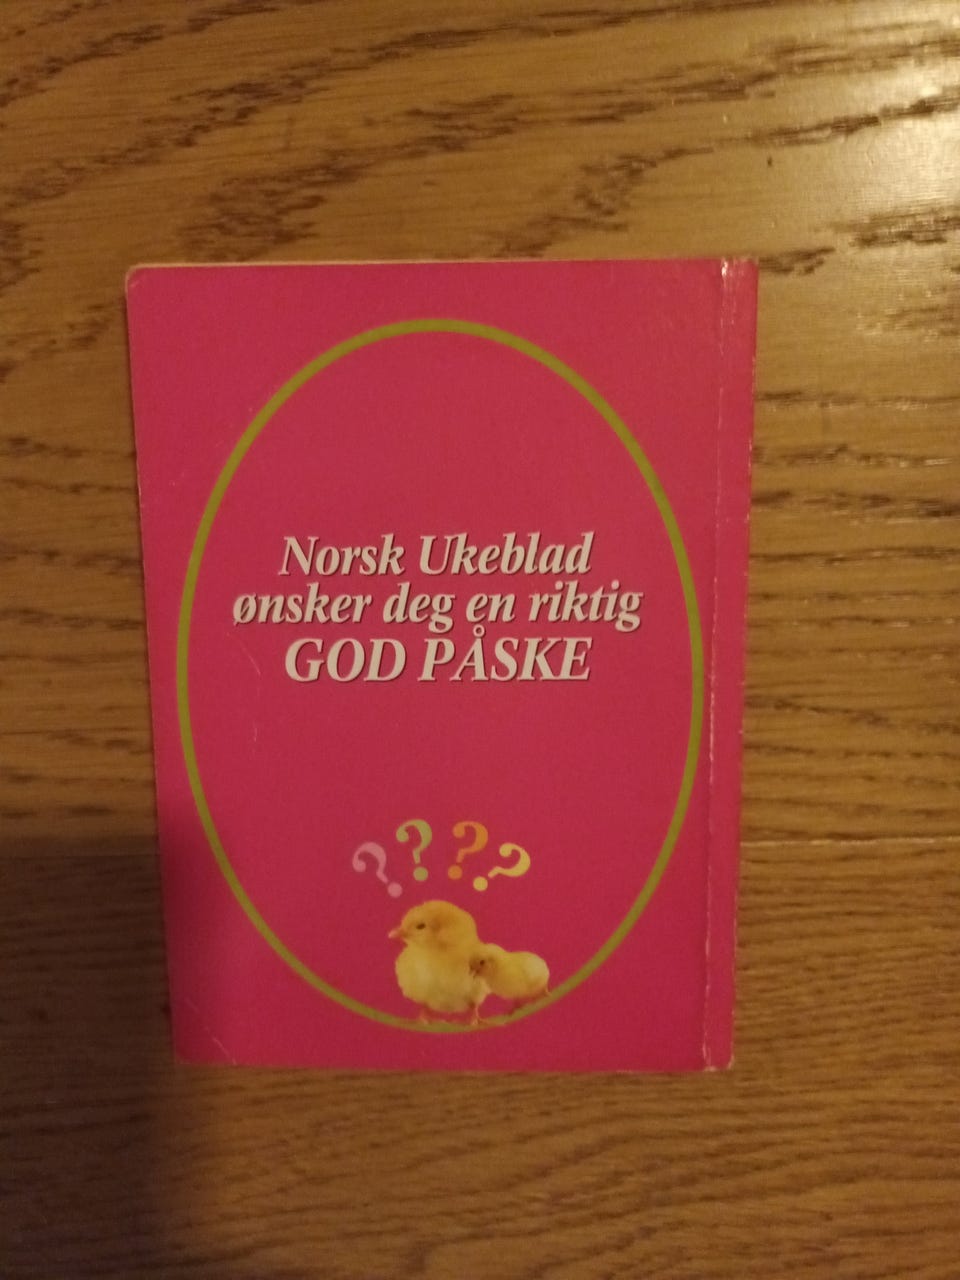 Norsk Ukeblad
ønsker deg en riktig
GOD PÅSKE
? ? ? ?